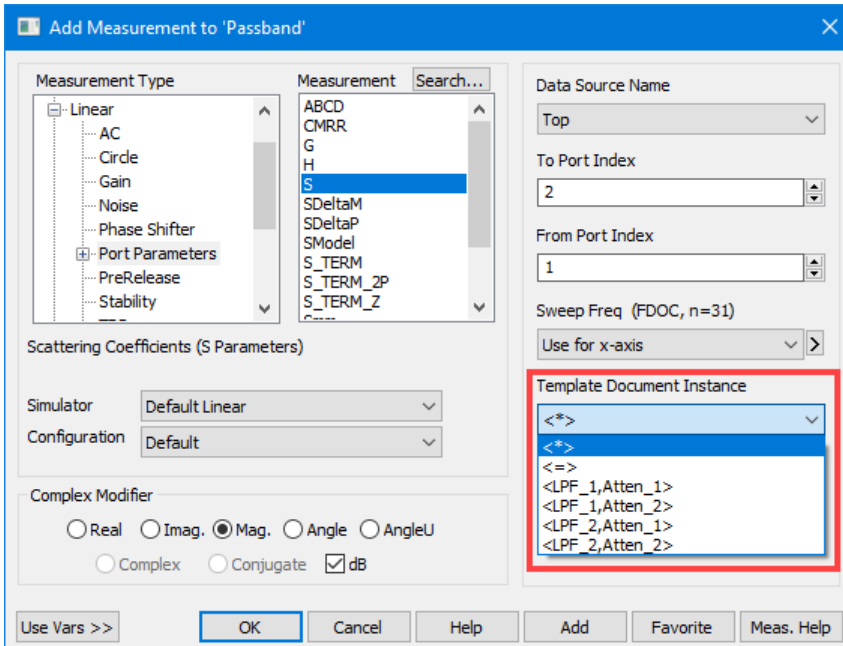 Add Measurement to 'Passband'
Measurement Type
Linear
AC
Circle
Gain
Noise
Phase Shifter
Port Parameters
PreRelease
Stability
Measurement
Search...
ABCD
CMRR
G
H
S
SDeltaM
SDeltaP
SModel
S_TERM
S_TERM_2P
S_TERM_Z
Scattering Coefficients (S Parameters)
Simulator
Default Linear
Configuration
Default
Complex Modifier
Real
Imag.
Mag.
Angle
AngleU
Complex
Conjugate
dB
Data Source Name
Top
To Port Index
2
From Port Index
1
Sweep Freq (FDOC, n=31)
Use for x-axis
>
Template Document Instance
<*>
<*>
<=>
<LPF_1,Atten_1>
<LPF_1,Atten_2>
<LPF_2,Atten_1>
<LPF_2,Atten_2>
Use Vars >>
OK
Cancel
Help
Add
Favorite
Meas. Help